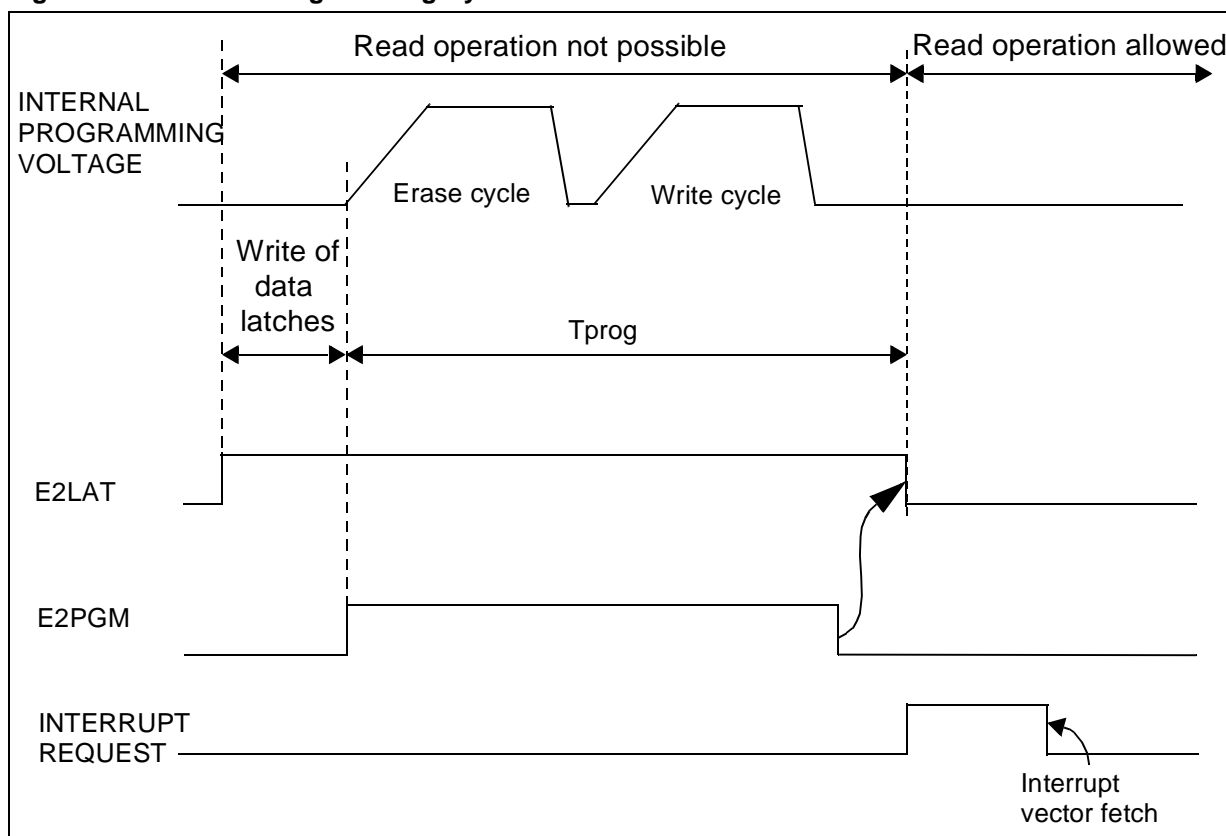 Read operation not possible
Read operation allowed
INTERNAL
PROGRAMMING
VOLTAGE
Erase cycle
Write cycle
Write of
data
latches
Tprog
E2LAT
E2PGM
INTERRUPT
REQUEST
Interrupt
vector fetch